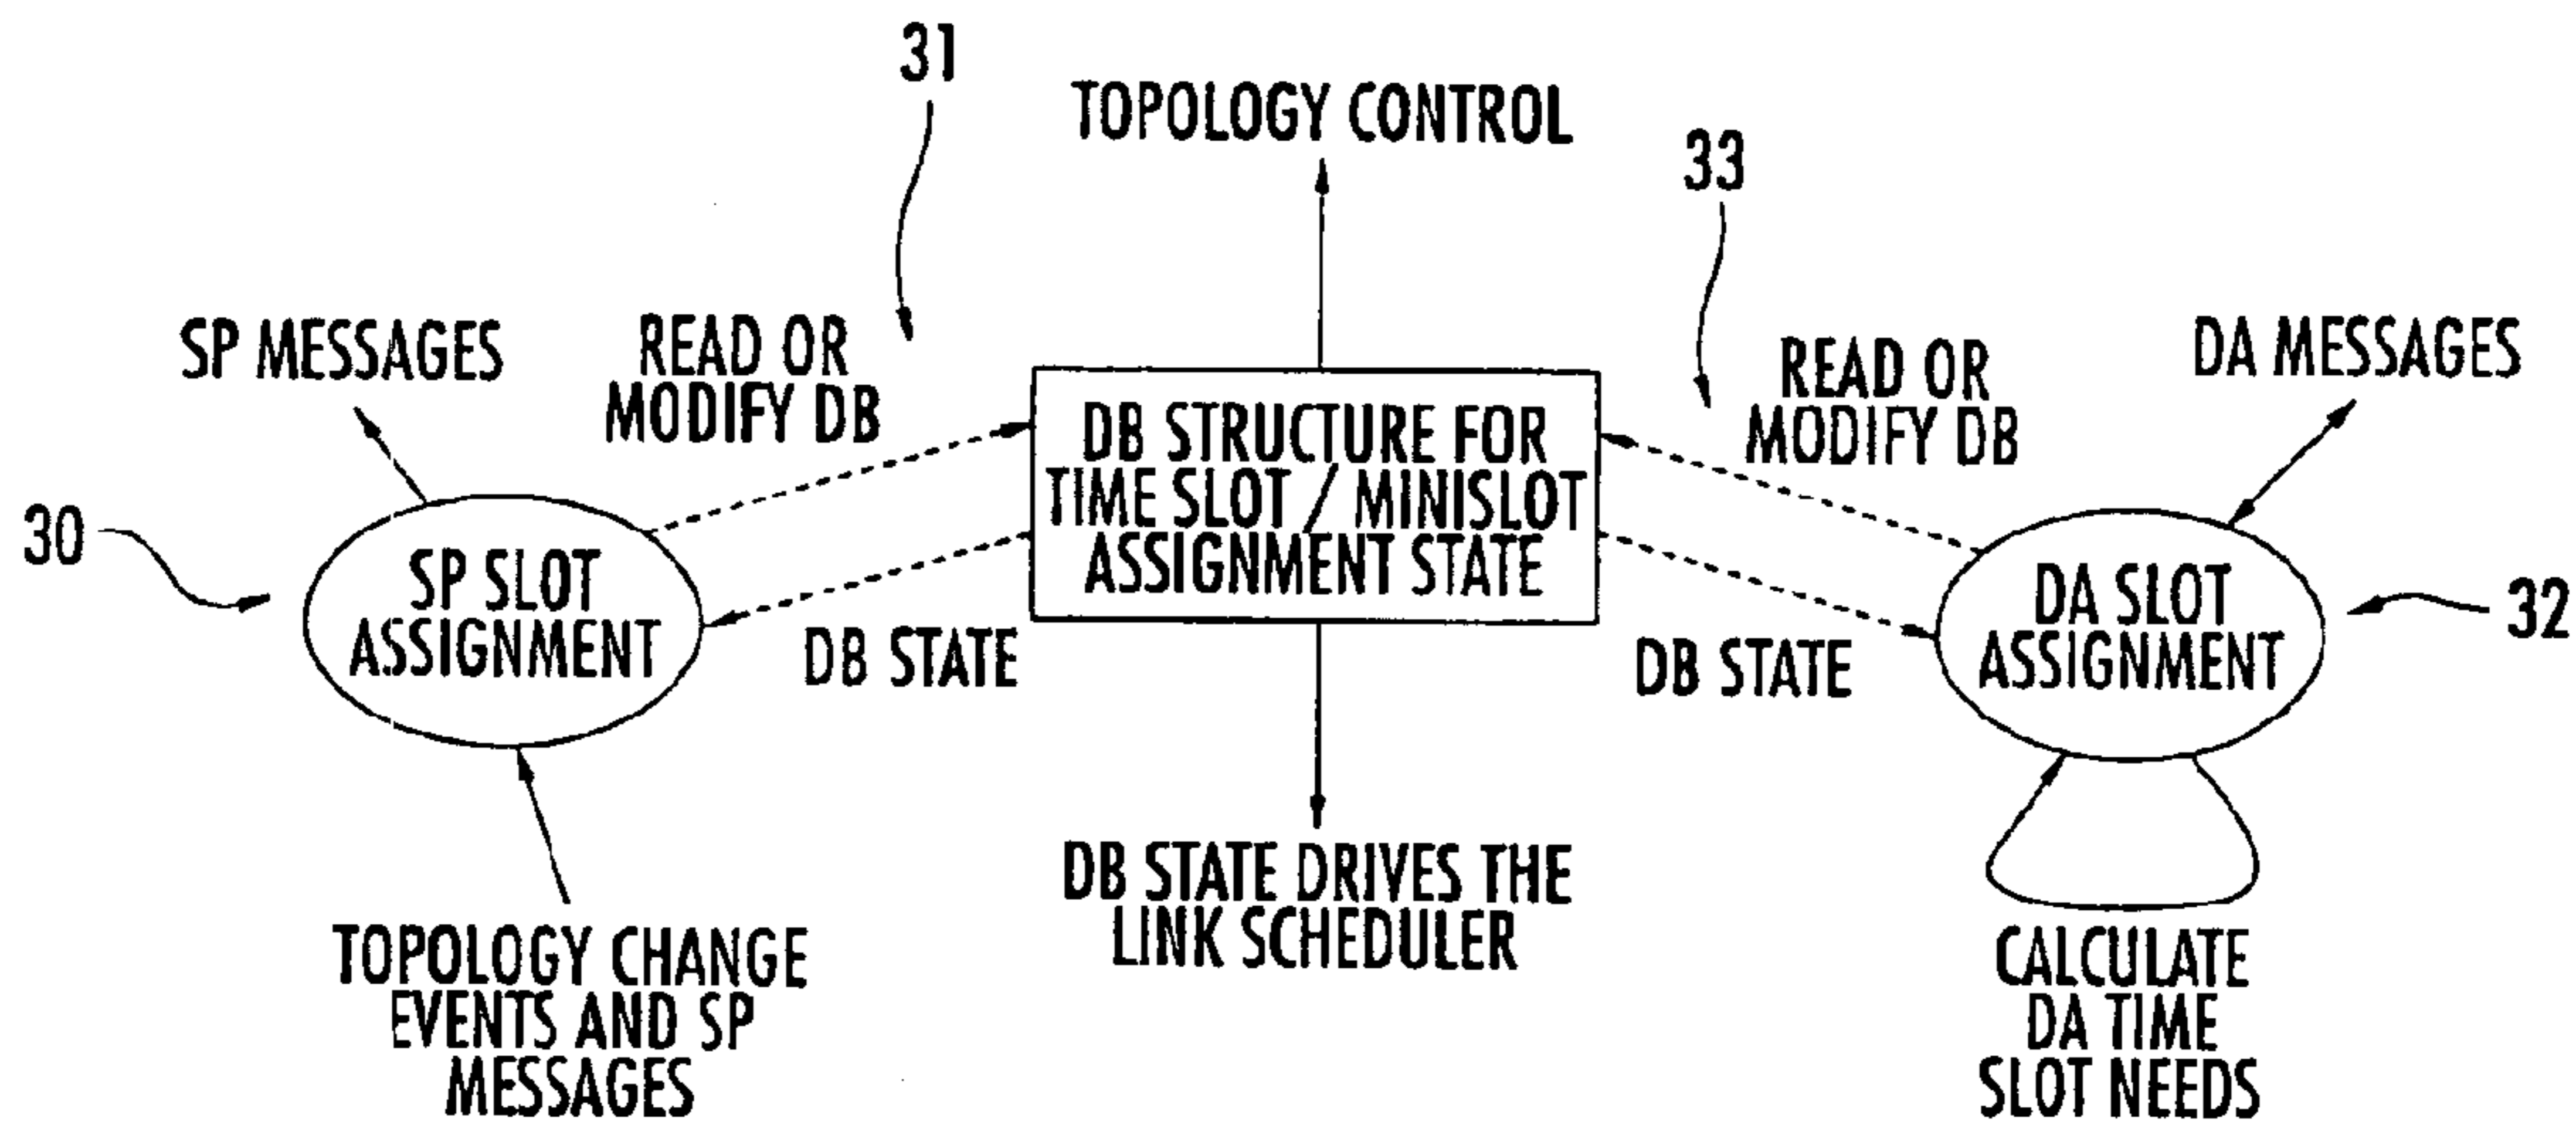 31
TOPOLOGY CONTROL
33
SP MESSAGES
READ OR
MODIFY DB
READ OR
MODIFY DB
DA MESSAGES
DB STRUCTURE FOR
TIME SLOT / MINISLOT
ASSIGNMENT STATE
30
SP SLOT
ASSIGNMENT
DB STATE
DB STATE
DA SLOT
ASSIGNMENT
32
TOPOLOGY CHANGE
EVENTS AND SP
MESSAGES
DB STATE DRIVES THE
LINK SCHEDULER
CALCULATE
DA TIME
SLOT NEEDS